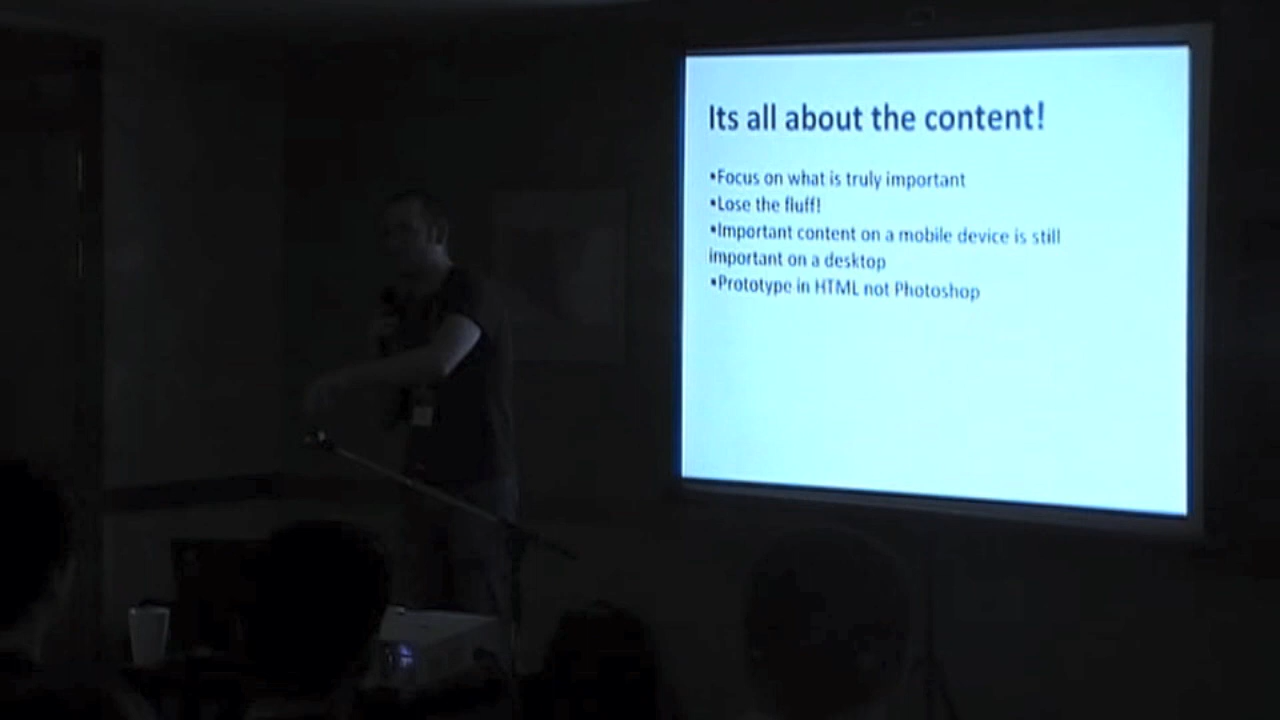 Its all about the content!
•Focus on what is truly important
•Lose the fluff!
•Important content on a mobile device is still
important on a desktop
•Prototype in HTML not Photoshop